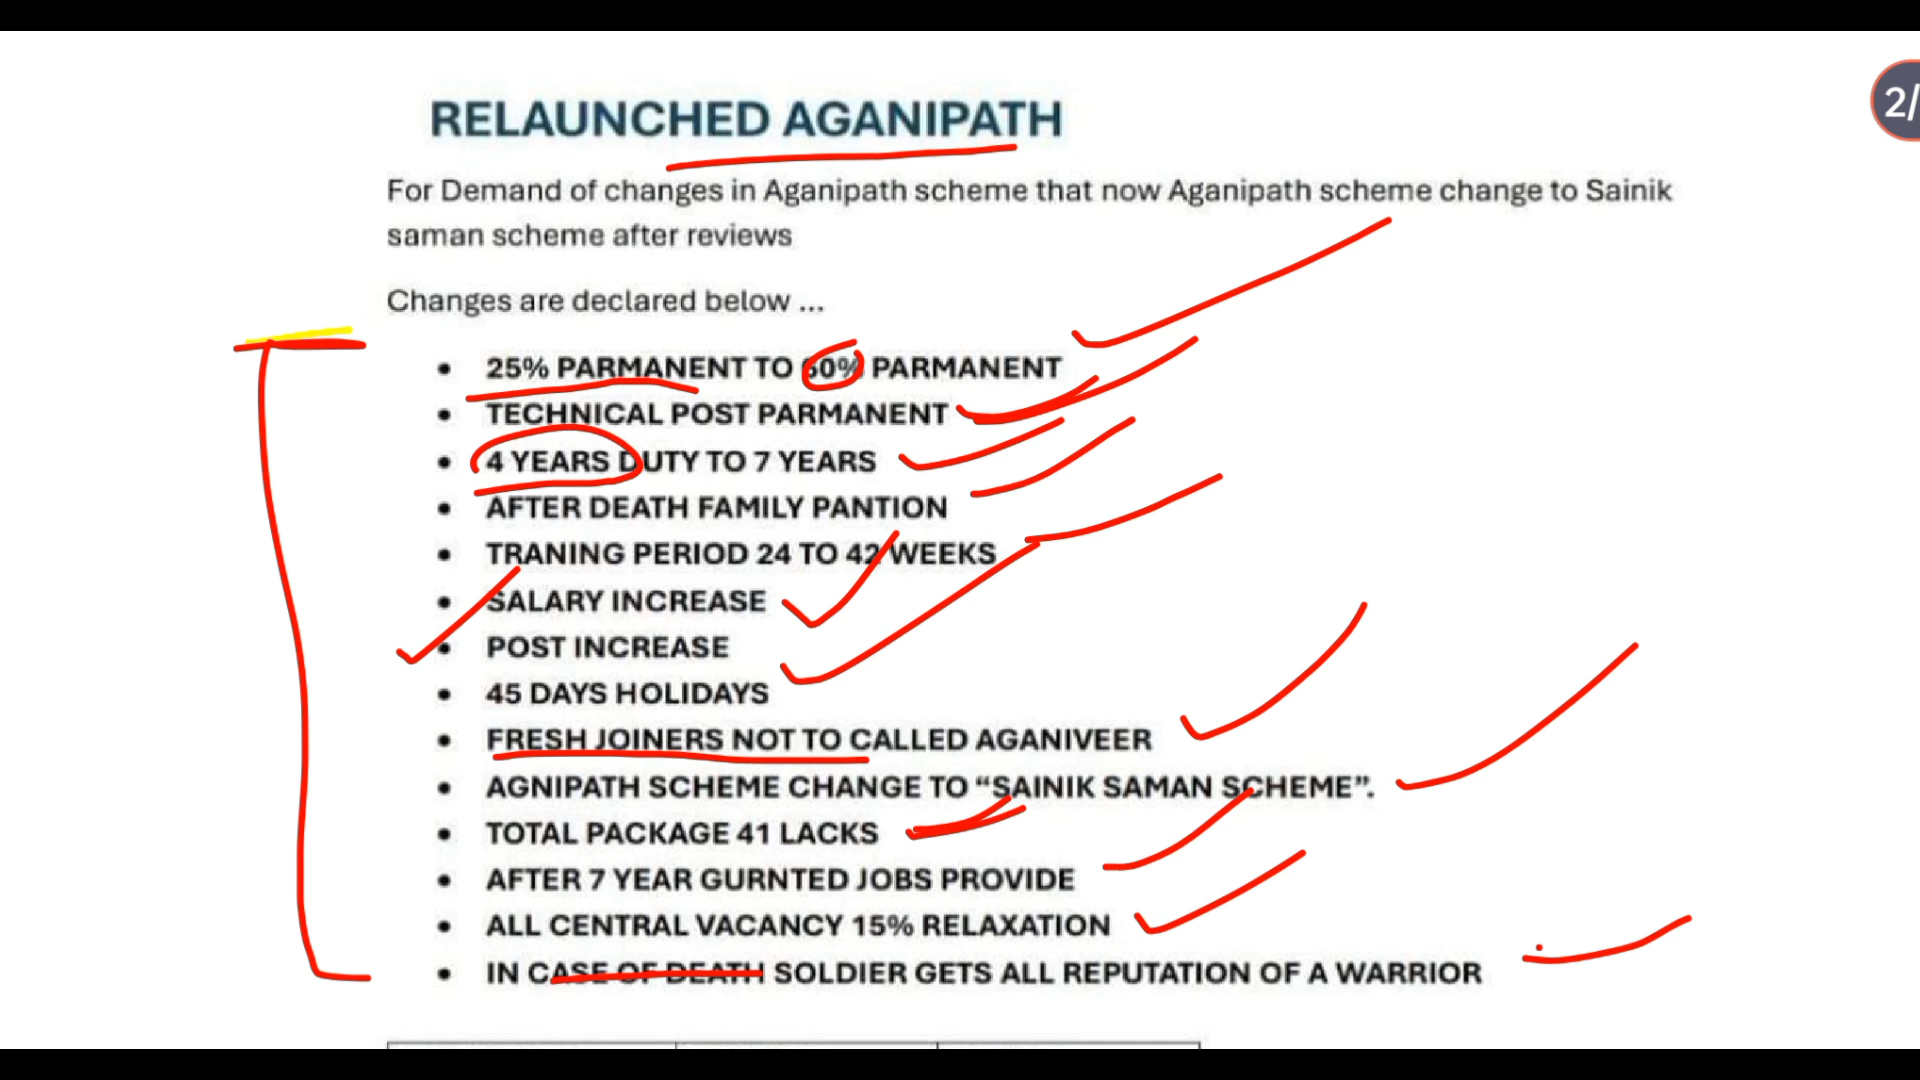 RELAUNCHED AGANIPATH
2/
For Demand of changes in Aganipath scheme that now Aganipath scheme change to Sainik
saman scheme after reviews
Changes are declared below ...
• 25% PARMANENT TO 60% PARMANENT
• TECHNICAL POST PARMANENT
• 4 YEARS DUTY TO 7 YEARS
• AFTER DEATH FAMILY PANTION
• TRANING PERIOD 24 TO 42 WEEKS
• SALARY INCREASE
• POST INCREASE
• 45 DAYS HOLIDAYS
• FRESH JOINERS NOT TO CALLED AGANIVEER
• AGNIPATH SCHEME CHANGE TO “SAINIK SAMAN SCHEME”.
• TOTAL PACKAGE 41 LACKS
• AFTER 7 YEAR GURNTED JOBS PROVIDE
• ALL CENTRAL VACANCY 15% RELAXATION
• IN CASE OF DEATH SOLDIER GETS ALL REPUTATION OF A WARRIOR